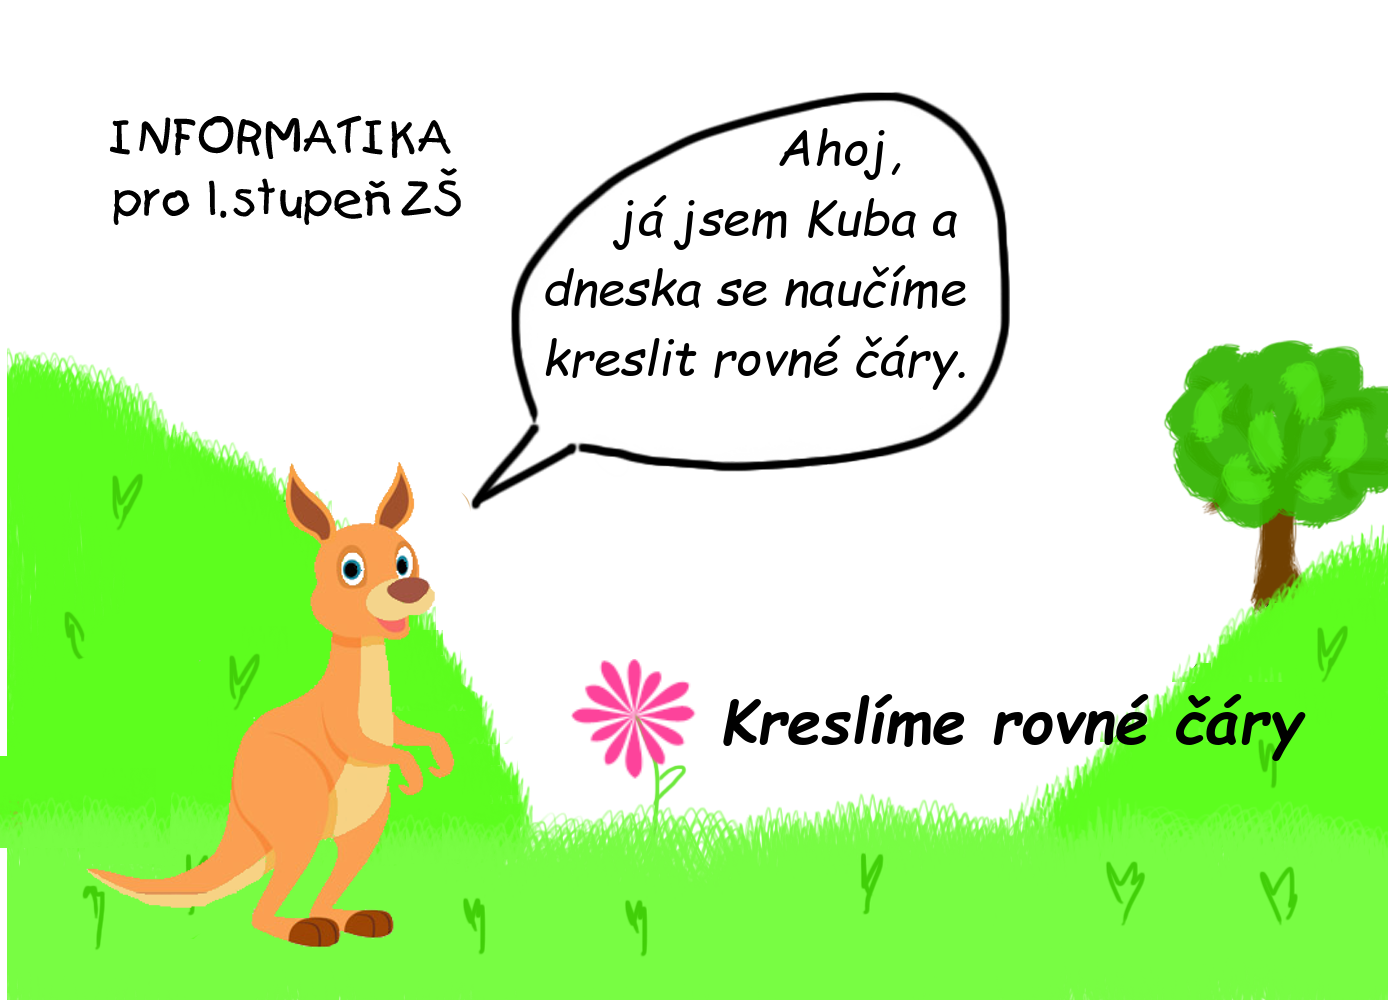 INFORMATIKA
pro 1.stupeň ZŠ
Ahoj,
já jsem Kuba a
dneska se naučíme
kreslit rovné čáry.
Kreslíme rovné čáry